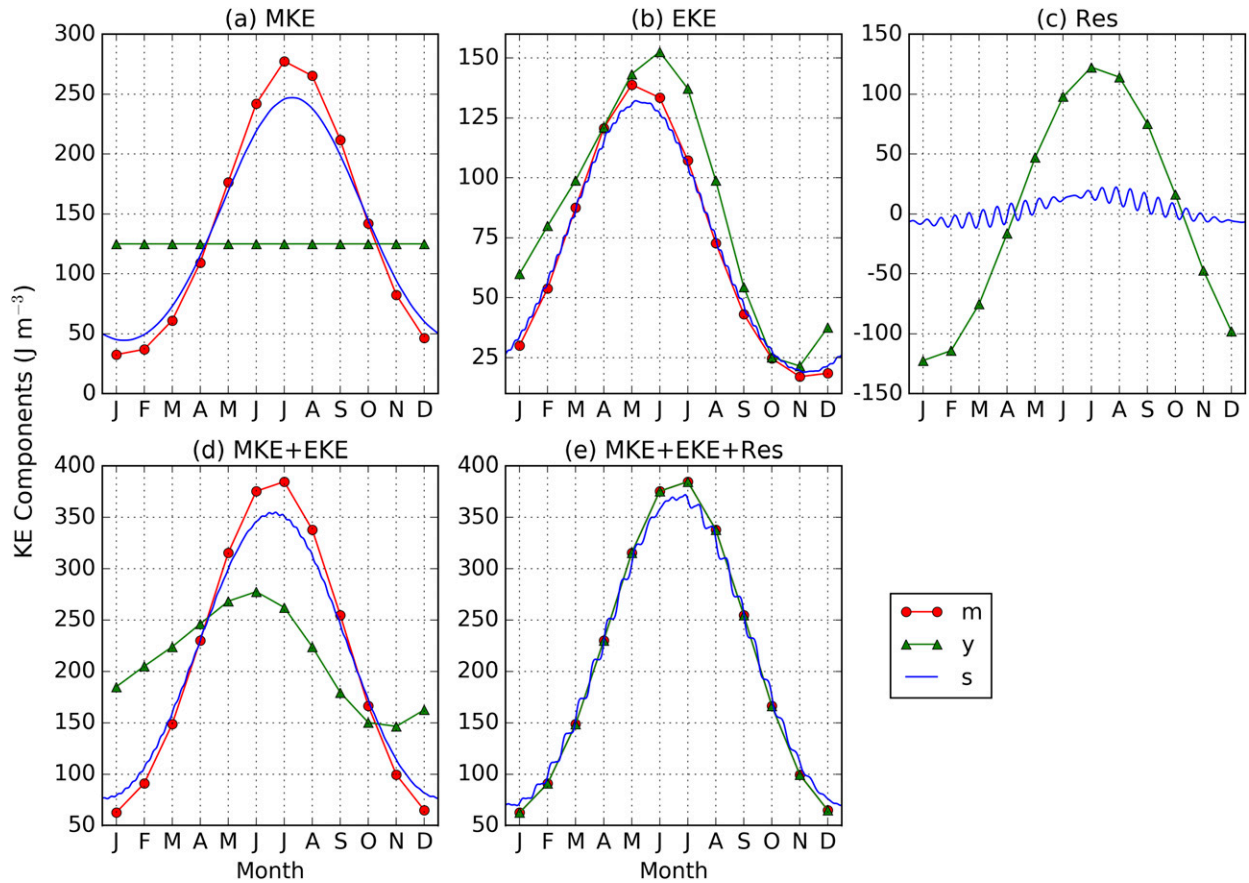 (a) MKE
300
250
200
150
100
50
0
J F M A M J J A S O N D
(b) EKE
150
125
100
75
50
25
J F M A M J J A S O N D
(c) Res
150
100
50
0
-50
-100
-150
J F M A M J J A S O N D
KE Components (J m⁻³)
(d) MKE+EKE
400
350
300
250
200
150
100
50
J F M A M J J A S O N D
Month
(e) MKE+EKE+Res
400
350
300
250
200
150
100
50
J F M A M J J A S O N D
Month
m
y
s